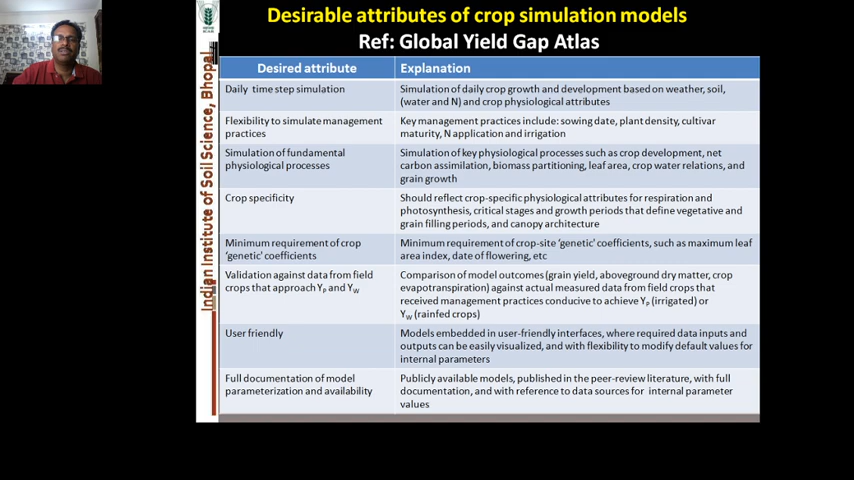 Desirable attributes of crop simulation models
Ref: Global Yield Gap Atlas
Indian Institute of Soil Science, Bhopal
Desired attribute
Explanation
Daily time step simulation
Simulation of daily crop growth and development based on weather, soil,
(water and N) and crop physiological attributes
Flexibility to simulate management
practices
Key management practices include: sowing date, plant density, cultivar
maturity, N application and irrigation
Simulation of fundamental
physiological processes
Simulation of key physiological processes such as crop development, net
carbon assimilation, biomass partitioning, leaf area, crop water relations, and
grain growth
Crop specificity
Should reflect crop-specific physiological attributes for respiration and
photosynthesis, critical stages and growth periods that define vegetative and
grain filling periods, and canopy architecture
Minimum requirement of crop
‘genetic’ coefficients
Minimum requirement of crop-site ‘genetic’ coefficients, such as maximum leaf
area index, date of flowering, etc
Validation against data from field
crops that approach YP and YW
Comparison of model outcomes (grain yield, aboveground dry matter, crop
evapotranspiration) against actual measured data from field crops that
received management practices conducive to achieve YP (irrigated) or
YW (rainfed crops)
User friendly
Models embedded in user-friendly interfaces, where required data inputs and
outputs can be easily visualized, and with flexibility to modify default values for
internal parameters
Full documentation of model
parameterization and availability
Publicly available models, published in the peer-review literature, with full
documentation, and with reference to data sources for internal parameter
values